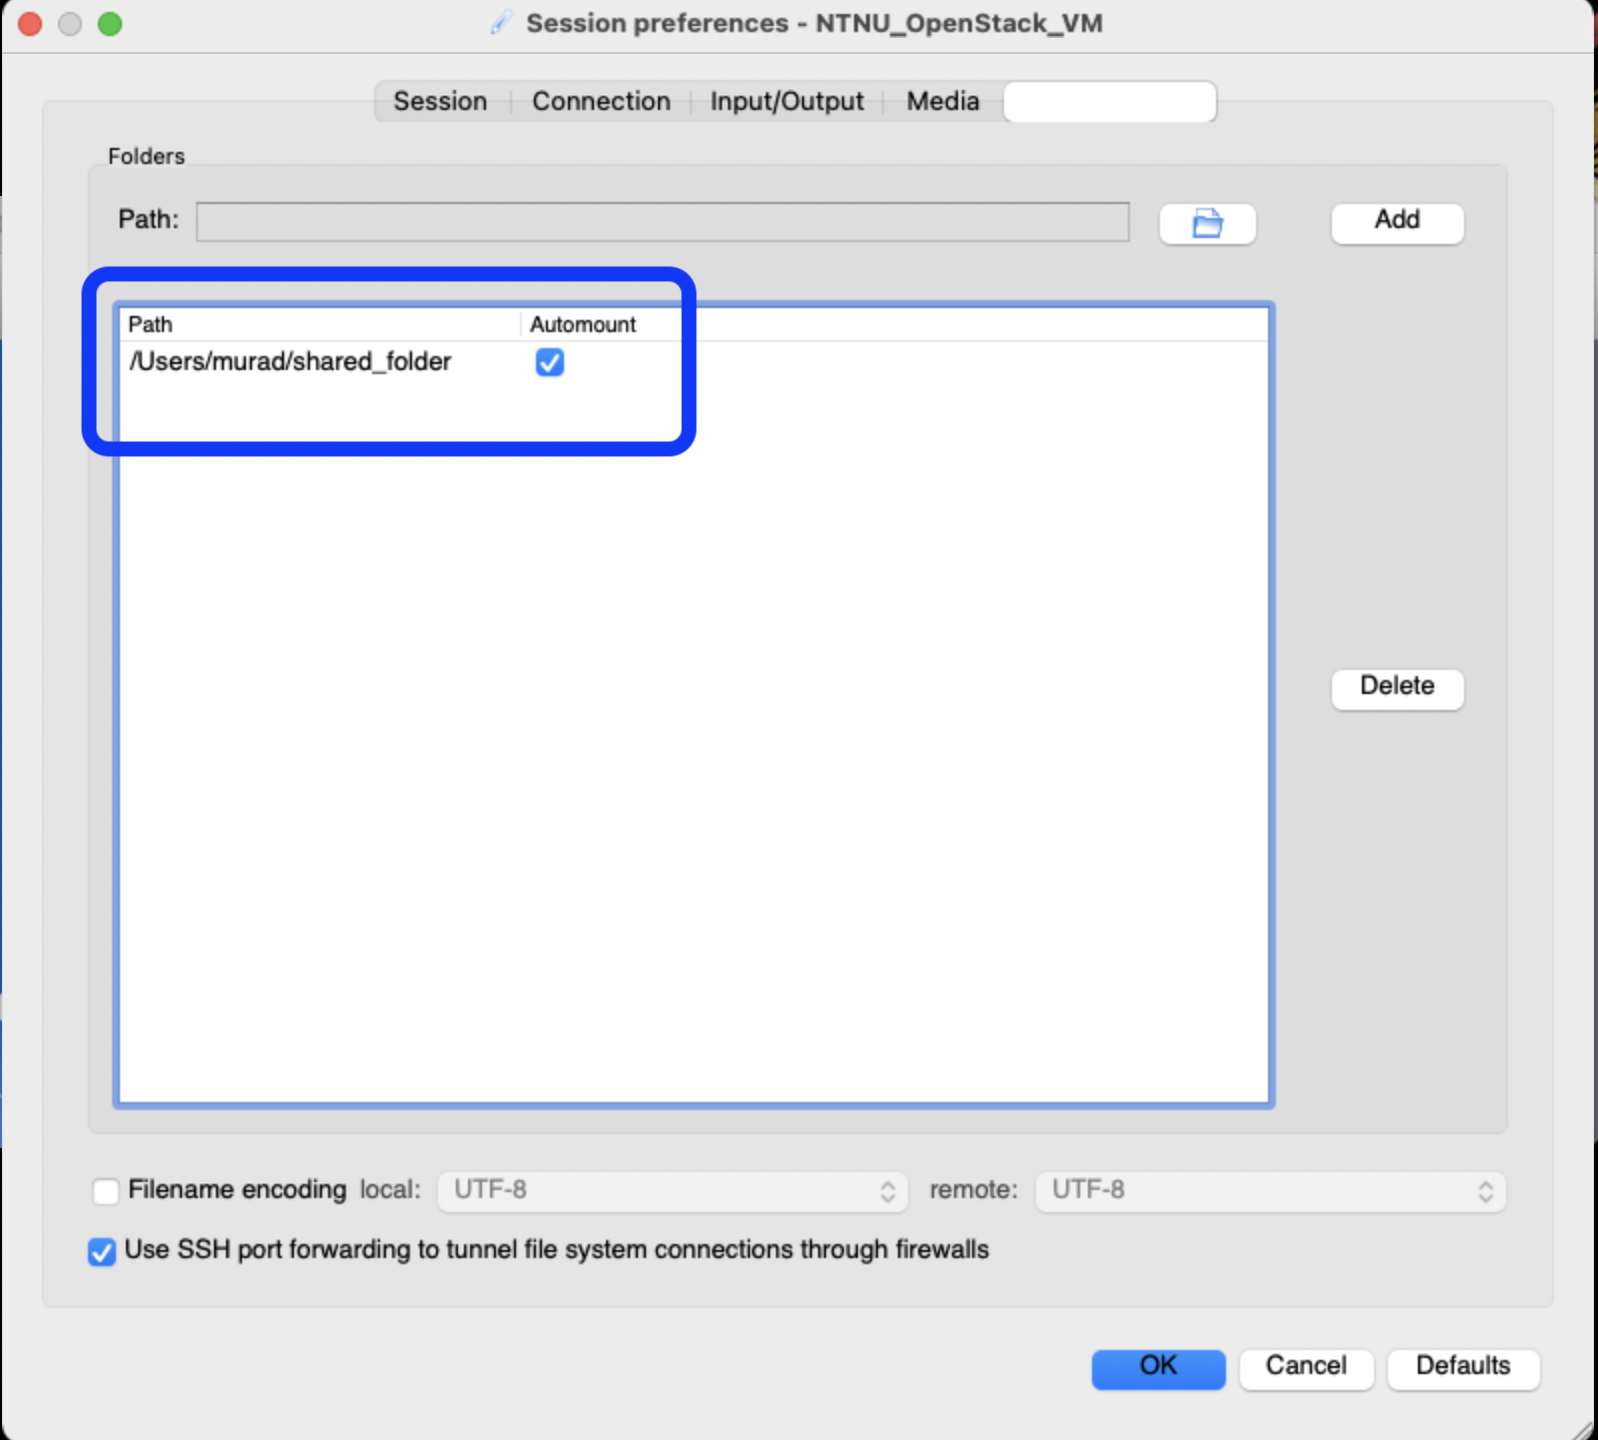 Session preferences - NTNU_OpenStack_VM
Session Connection Input/Output Media
Folders
Path: Add
Path Automount
/Users/murad/shared_folder
Delete
Filename encoding local: UTF-8 remote: UTF-8
Use SSH port forwarding to tunnel file system connections through firewalls
OK Cancel Defaults